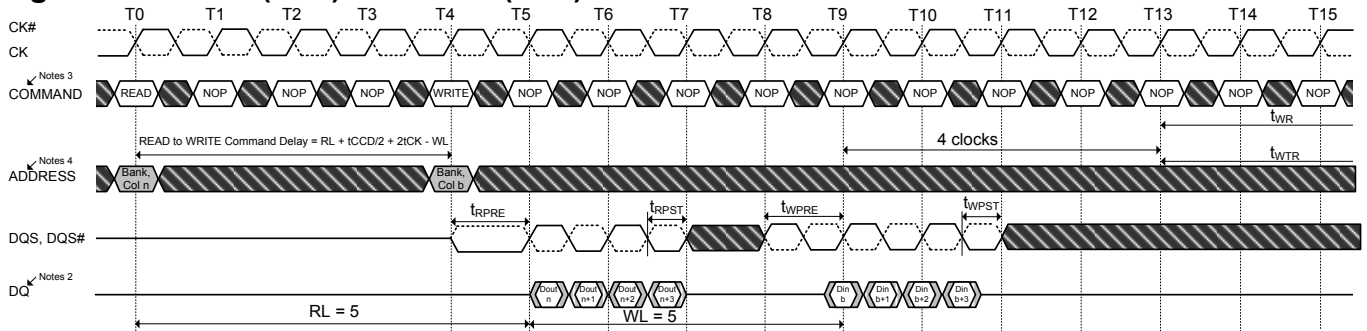 T0 T1 T2 T3 T4 T5 T6 T7 T8 T9 T10 T11 T12 T13 T14 T15
CK#
CK
Notes 3
COMMAND READ NOP NOP NOP WRITE NOP NOP NOP NOP NOP NOP NOP NOP NOP NOP NOP
tWR
READ to WRITE Command Delay = RL + tCCD/2 + 2tCK - WL
4 clocks
tWTR
Notes 4
ADDRESS
Bank, Col n
Bank, Col b
tRPRE tRPST tWPRE tWPST
DQS, DQS#
Notes 2
DQ
Dout n
Dout n+1
Dout n+2
Dout n+3
Din b
Din b+1
Din b+2
Din b+3
RL = 5
WL = 5